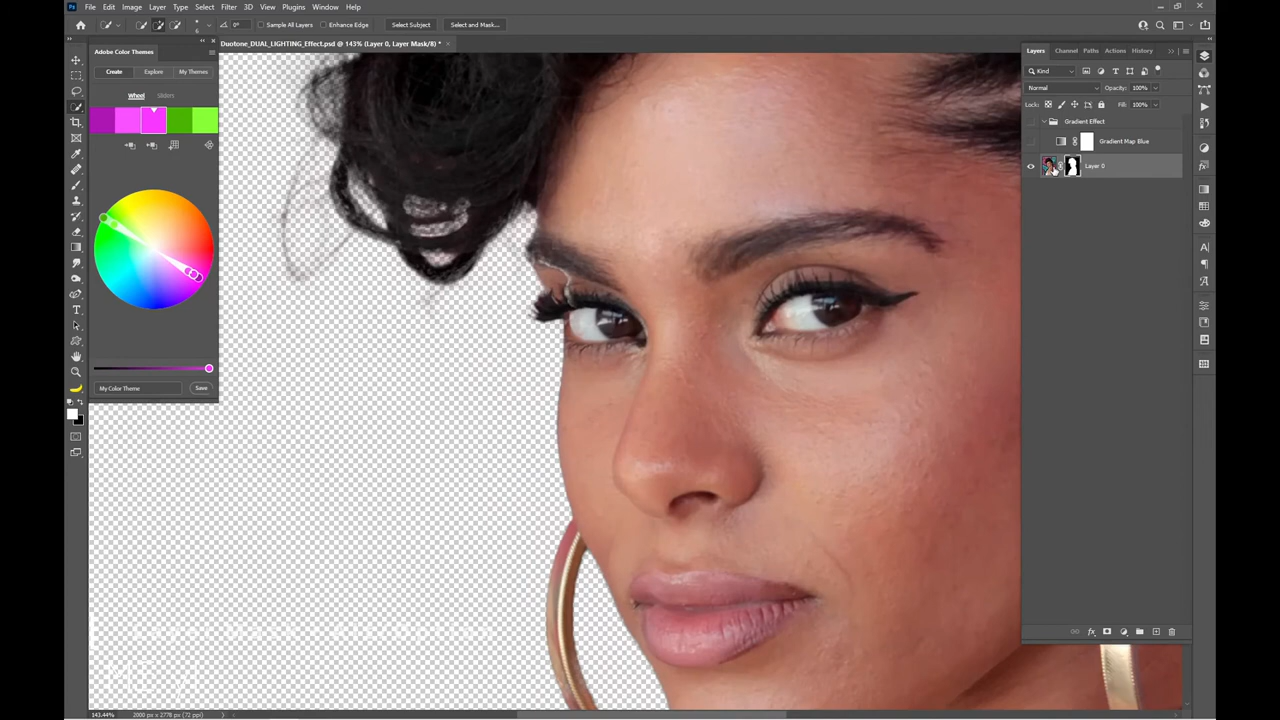 Ps File Edit Image Layer Type Select Filter 3D View Plugins Window Help
0° Sample All Layers Enhance Edge Select Subject Select and Mask...
Duotone_DUAL_LIGHTING_Effect.psd @ 143% (Layer 0, Layer Mask/8) *
Adobe Color Themes
Create Explore My Themes
Wheel Sliders
My Color Theme Save
Layers Channel Paths Actions History
Kind
Normal Opacity: 100%
Lock: Fill: 100%
Gradient Effect
Gradient Map Blue
Layer 0
fx
143.44% 2000 px x 2778 px (72 ppi)